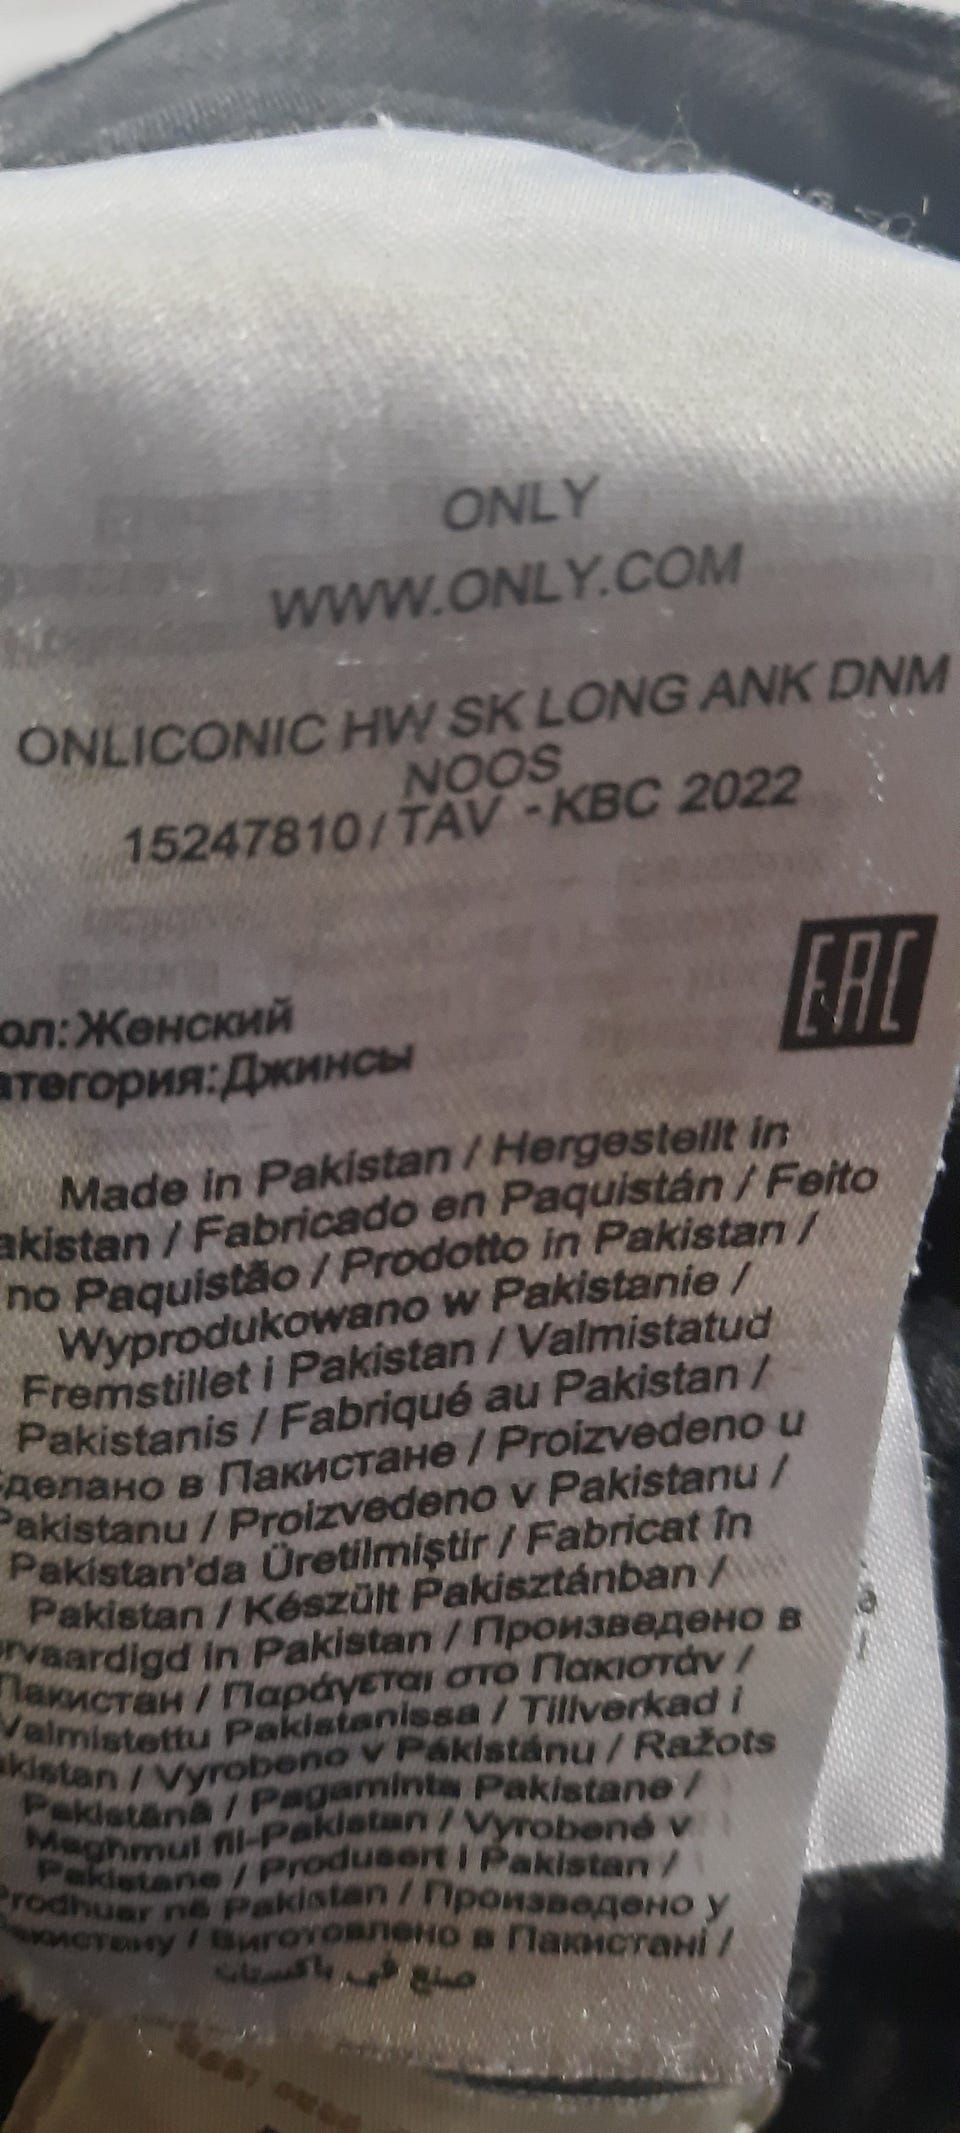 ONLY
WWW.ONLY.COM
ONLICONIC HW SK LONG ANK DNM
NOOS
15247810 / TAV - KBC 2022
EAC
ол: Женский
атегория: Джинсы
Made in Pakistan / Hergestellt in
akistan / Fabricado en Paquistán / Feito
no Paquistão / Prodotto in Pakistan /
Wyprodukowano w Pakistanie /
Fremstillet i Pakistan / Valmistatud
Pakistanis / Fabriqué au Pakistan /
делано в Пакистане / Proizvedeno u
Pakistanu / Proizvedeno v Pakistanu /
Pakistan'da Üretilmiştir / Fabricat în
Pakistan / Készült Pakisztánban /
rvaardigd in Pakistan / Произведено в
Пакистан / Παράγεται στο Πακιστάν /
Valmistettu Pakistanissa / Tillverkad i
akistan / Vyrobeno v Pákistánu / Ražots
Pakistānā / Pagaminta Pakistane /
Maghmul fil-Pakistan / Vyrobené v
Pakistane / Produsert i Pakistan /
Prodhuar në Pakistan / Произведено у
акистану / Виготовлено в Пакистані /
صنع في باكستان